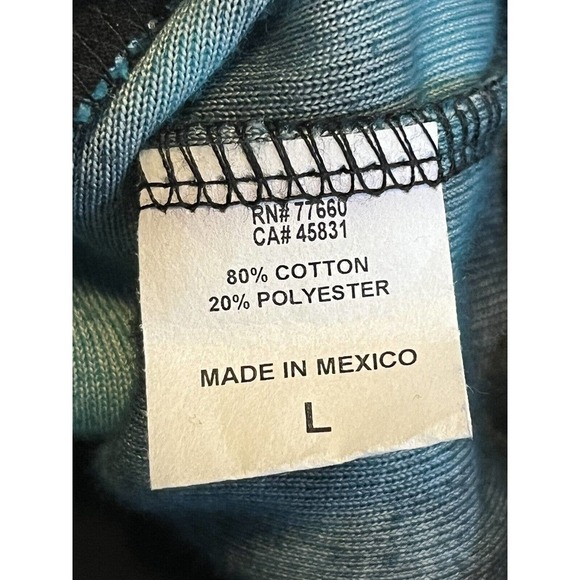 RN# 77660
CA# 45831
80% COTTON
20% POLYESTER
MADE IN MEXICO
L